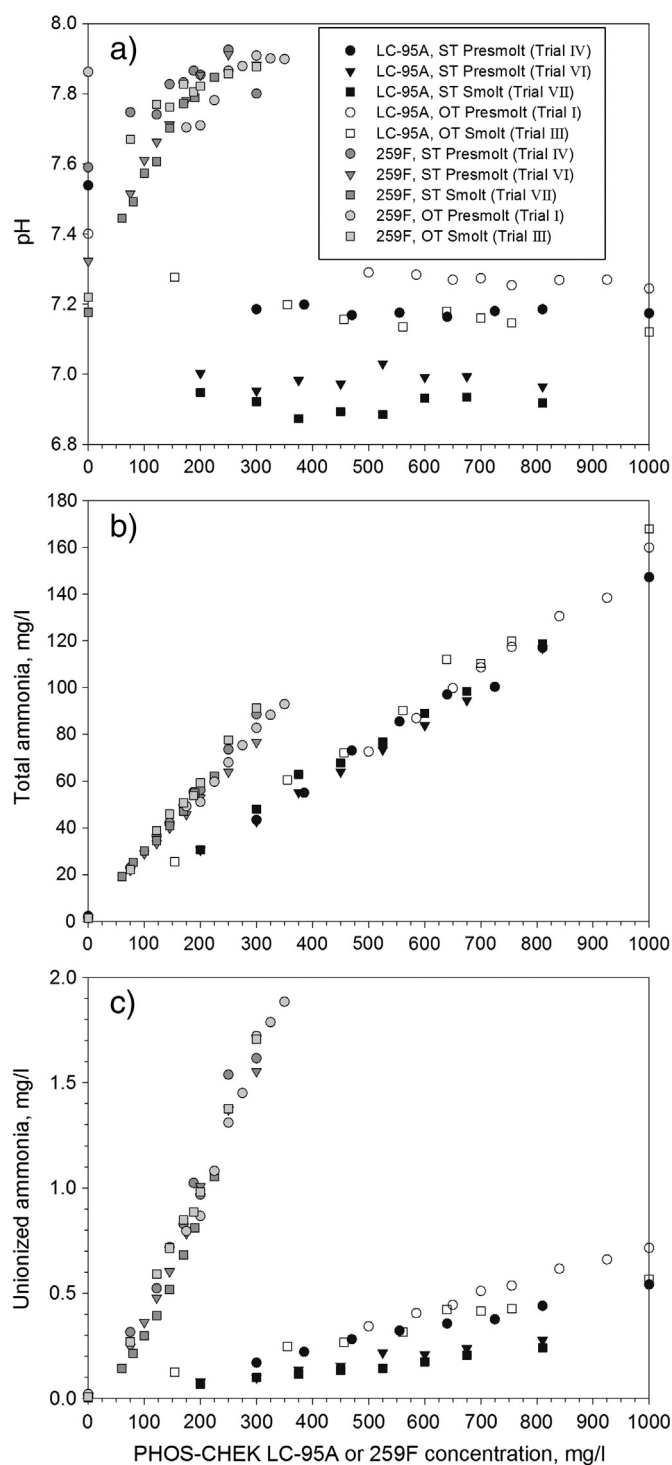 a)
LC-95A, ST Presmolt (Trial IV)
LC-95A, ST Presmolt (Trial VI)
LC-95A, ST Smolt (Trial VII)
LC-95A, OT Presmolt (Trial I)
LC-95A, OT Smolt (Trial III)
259F, ST Presmolt (Trial IV)
259F, ST Presmolt (Trial VI)
259F, ST Smolt (Trial VII)
259F, OT Presmolt (Trial I)
259F, OT Smolt (Trial III)
pH
8.0
7.8
7.6
7.4
7.2
7.0
6.8
0 100 200 300 400 500 600 700 800 900 1000
b)
Total ammonia, mg/l
180
160
140
120
100
80
60
40
20
0
0 100 200 300 400 500 600 700 800 900 1000
c)
Unionized ammonia, mg/l
2.0
1.5
1.0
0.5
0.0
0 100 200 300 400 500 600 700 800 900 1000
PHOS-CHEK LC-95A or 259F concentration, mg/l